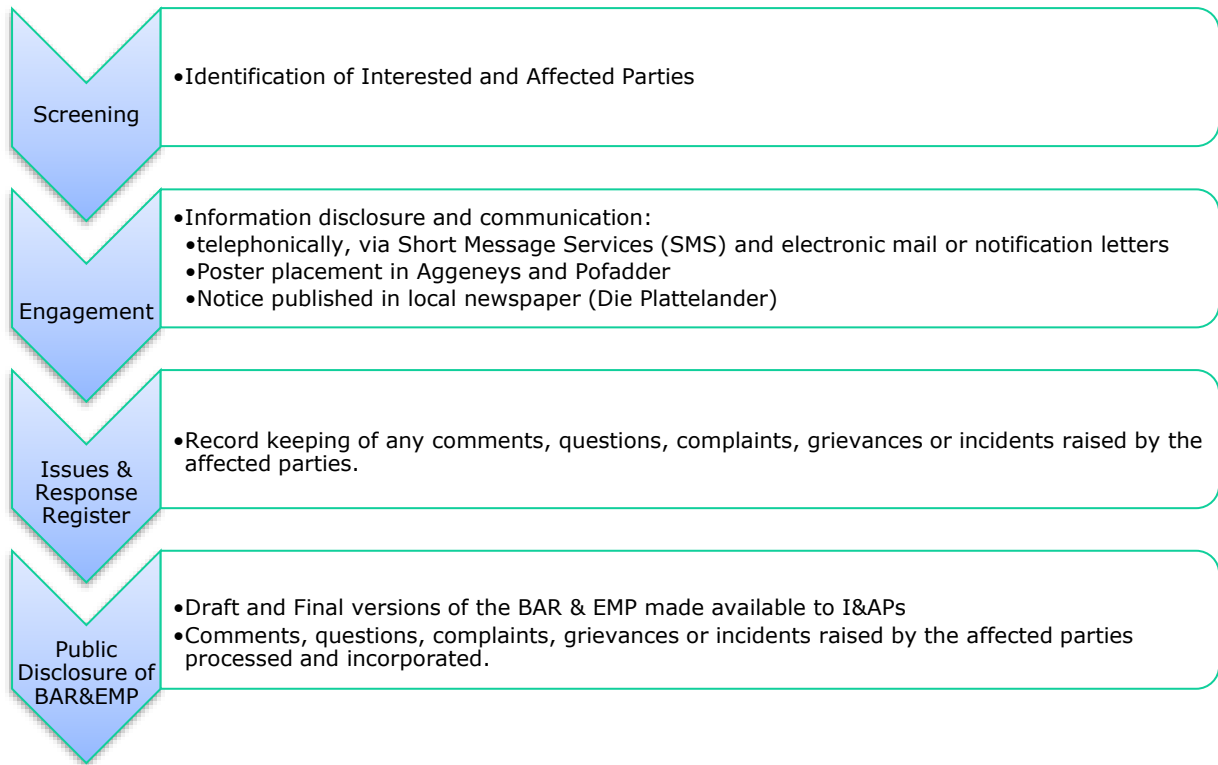 Screening
•Identification of Interested and Affected Parties
Engagement
•Information disclosure and communication:
•telephonically, via Short Message Services (SMS) and electronic mail or notification letters
•Poster placement in Aggeneys and Pofadder
•Notice published in local newspaper (Die Plattelander)
Issues &
Response
Register
•Record keeping of any comments, questions, complaints, grievances or incidents raised by the
affected parties.
Public
Disclosure of
BAR&EMP
•Draft and Final versions of the BAR & EMP made available to I&APs
•Comments, questions, complaints, grievances or incidents raised by the affected parties
processed and incorporated.